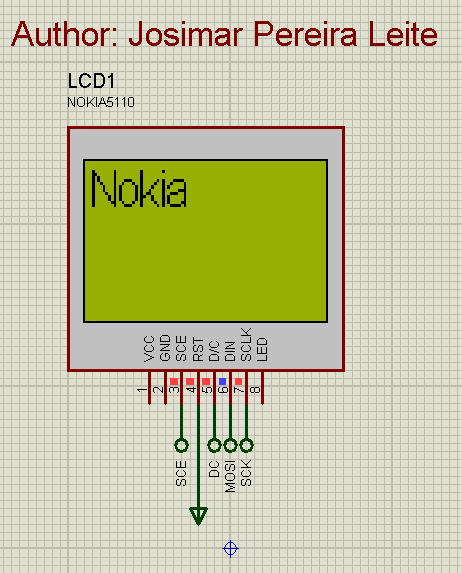 Author: Josimar Pereira Leite
LCD1
NOKIA5110
Nokia
VCC GND SCE RST D/C DIN SCLK LED
1 2 3 4 5 6 7 8
SCE DC MOSI SCK